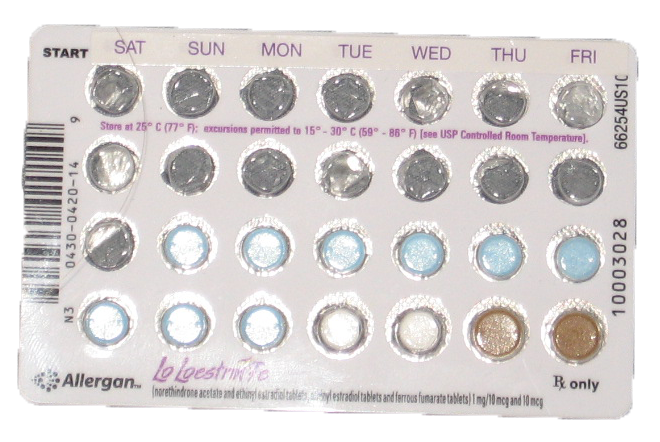 START SAT SUN MON TUE WED THU FRI
Store at 25° C (77° F); excursions permitted to 15° - 30° C (59° - 86° F) [see USP Controlled Room Temperature].
9
0430-0420-14
N3
66254US10
10003028
Lo Loestrin Fe
Allergan™
(norethindrone acetate and ethinyl estradiol tablets, ethinyl estradiol tablets and ferrous fumarate tablets) 1 mg/10 mcg and 10 mcg
Rx only